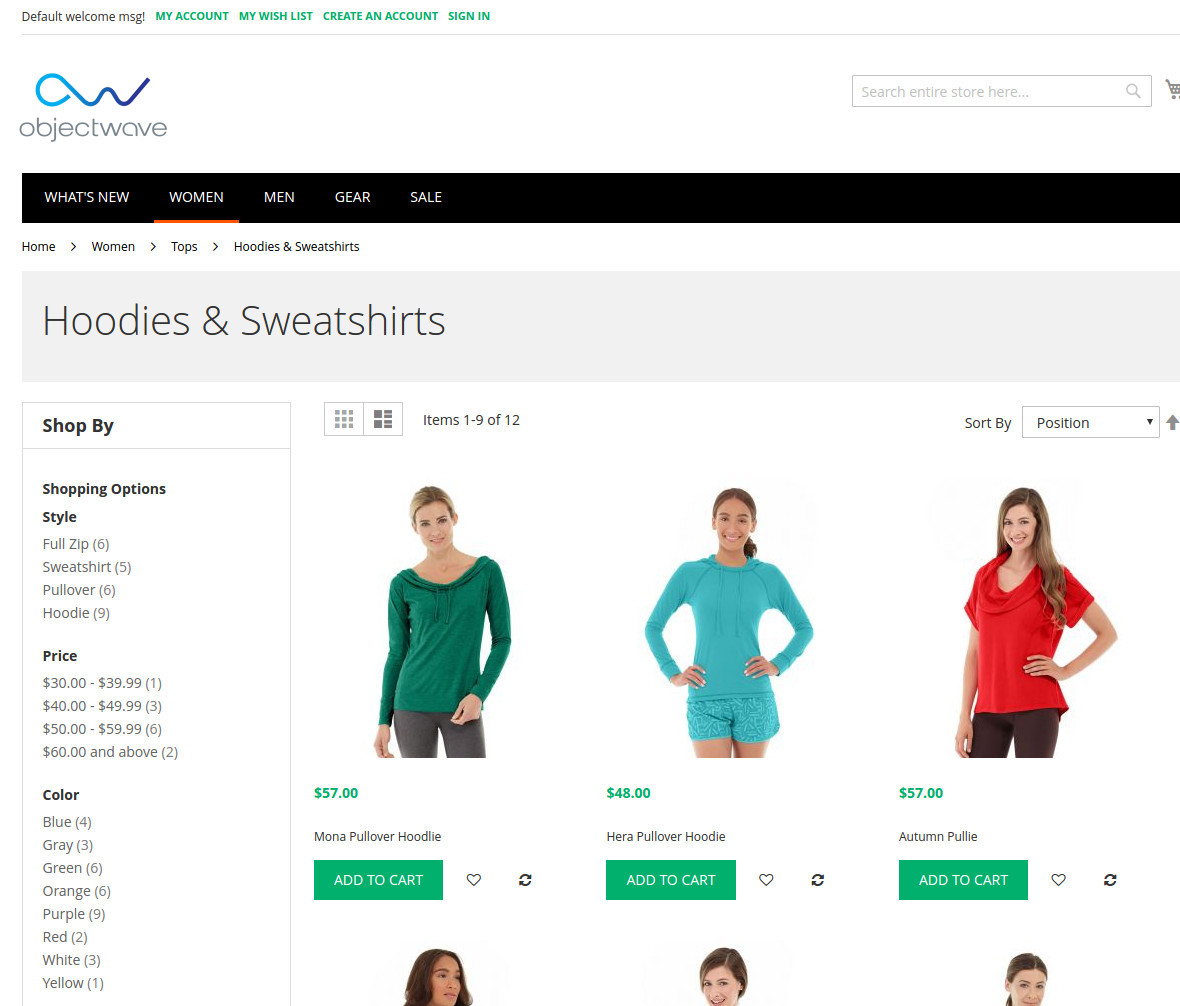 Default welcome msg! MY ACCOUNT MY WISH LIST CREATE AN ACCOUNT SIGN IN
objectwave
Search entire store here...
WHAT'S NEW WOMEN MEN GEAR SALE
Home > Women > Tops > Hoodies & Sweatshirts
Hoodies & Sweatshirts
Shop By
Shopping Options
Style
Full Zip (6)
Sweatshirt (5)
Pullover (6)
Hoodie (9)
Price
$30.00 - $39.99 (1)
$40.00 - $49.99 (3)
$50.00 - $59.99 (6)
$60.00 and above (2)
Color
Blue (4)
Gray (3)
Green (6)
Orange (6)
Purple (9)
Red (2)
White (3)
Yellow (1)
Items 1-9 of 12
Sort By Position
$57.00 $48.00 $57.00
Mona Pullover Hoodlie Hera Pullover Hoodie Autumn Pullie
ADD TO CART ADD TO CART ADD TO CART